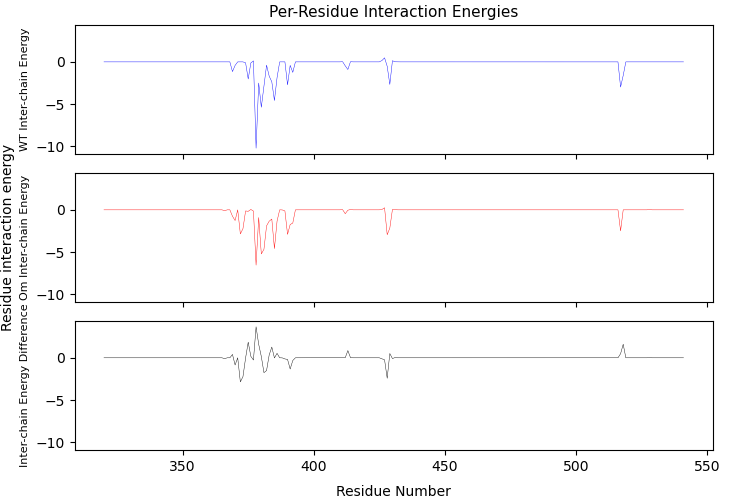 Per-Residue Interaction Energies
Residue interaction energy
WT Inter-chain Energy
0
−5
−10
Om Inter-chain Energy
0
−5
−10
Inter-chain Energy Difference
0
−5
−10
350
400
450
500
550
Residue Number